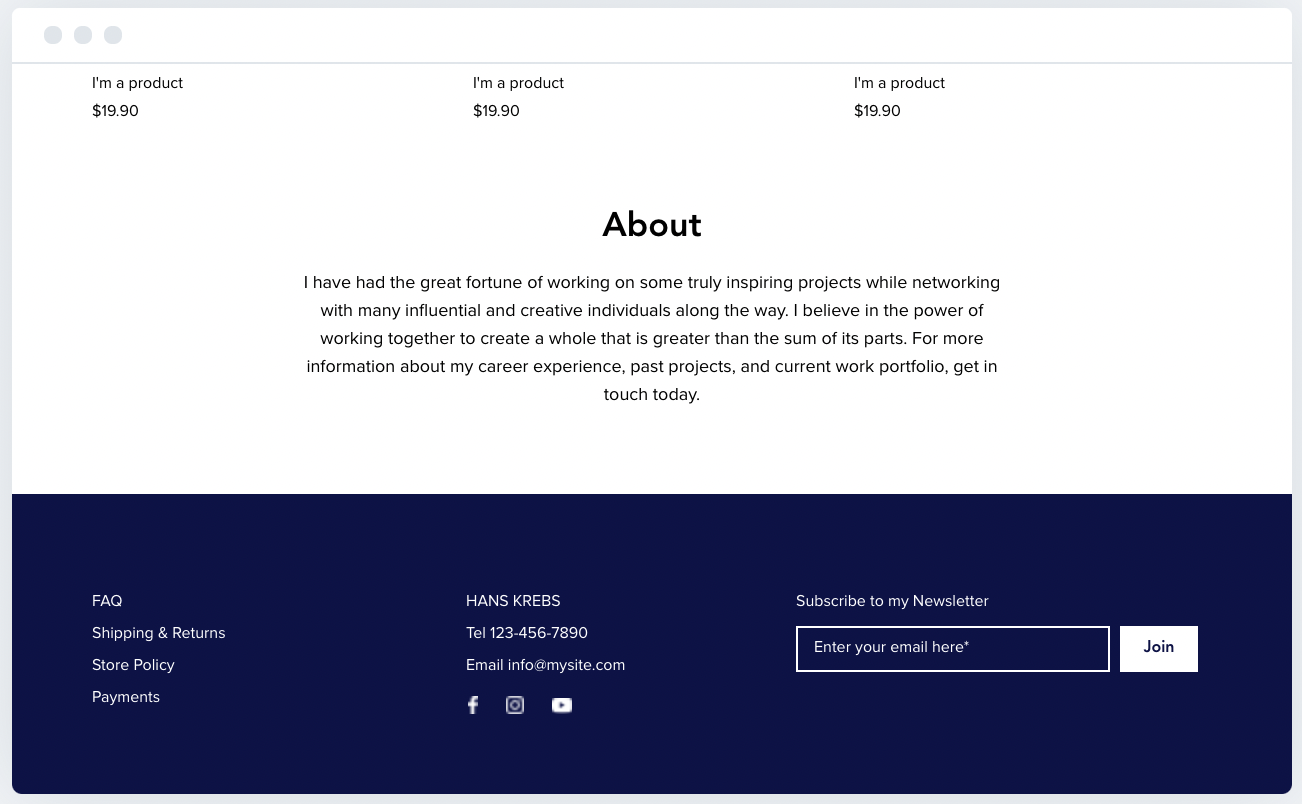 I'm a product
I'm a product
I'm a product
$19.90
$19.90
$19.90
About
I have had the great fortune of working on some truly inspiring projects while networking
with many influential and creative individuals along the way. I believe in the power of
working together to create a whole that is greater than the sum of its parts. For more
information about my career experience, past projects, and current work portfolio, get in
touch today.
FAQ
Shipping & Returns
Store Policy
Payments
HANS KREBS
Tel 123-456-7890
Email info@mysite.com
Subscribe to my Newsletter
Enter your email here*
Join